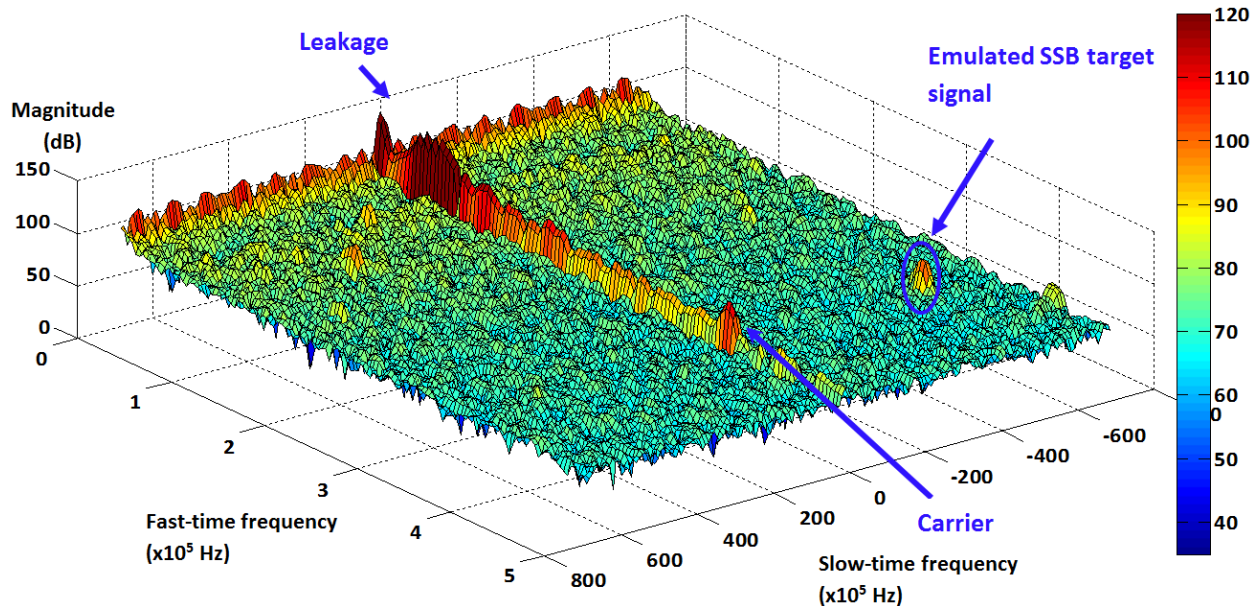 Leakage
Emulated SSB target
signal
Magnitude
(dB)
150
100
50
0
0
1
2
3
4
5
Fast-time frequency
(x10⁵ Hz)
800
600
400
200
0
-200
-400
-600
0
Slow-time frequency
(x10⁵ Hz)
Carrier
120
110
100
90
80
70
60
50
40